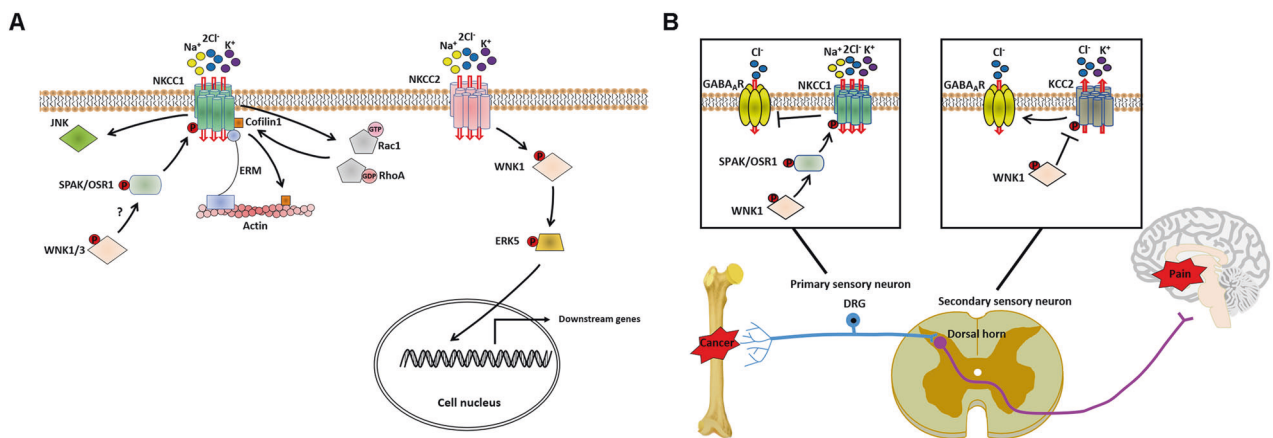 A
Na⁺ 2Cl⁻ K⁺
NKCC1
JNK
P
Cofilin1
GTP
Rac1
GDP
RhoA
ERM
SPAK/OSR1
P
?
P
WNK1/3
Actin
Na⁺ 2Cl⁻ K⁺
NKCC2
P
WNK1
P
ERK5
Downstream genes
Cell nucleus
B
Cl⁻
GABA_AR
Na⁺ 2Cl⁻ K⁺
NKCC1
P
SPAK/OSR1
P
P
WNK1
Cl⁻
GABA_AR
Cl⁻ K⁺
KCC2
P
P
WNK1
Primary sensory neuron
DRG
Secondary sensory neuron
Dorsal horn
Cancer
Pain